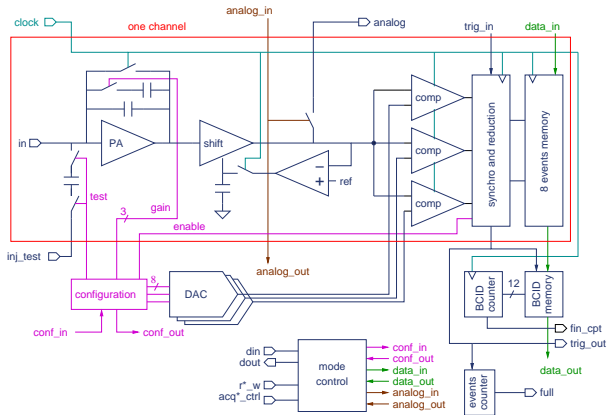 analog_in
clock
one channel
analog
trig_in
data_in
in
PA
shift
comp
comp
comp
synchro and reduction
8 events memory
ref
test
3
gain
enable
inj_test
analog_out
configuration
8
DAC
BCID counter
12
BCID memory
conf_in
conf_out
fin_cpt
trig_out
data_out
din
dout
r*_w
acq*_ctrl
mode
control
conf_in
conf_out
data_in
data_out
analog_in
analog_out
events
counter
full